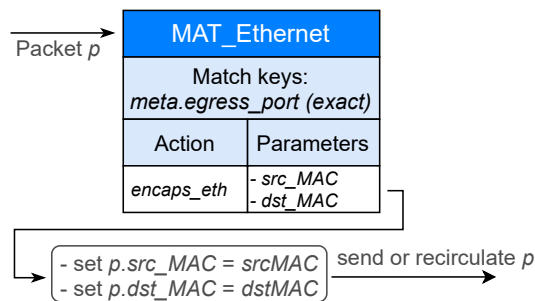 Packet p
MAT_Ethernet
Match keys:
meta.egress_port (exact)
Action Parameters
encaps_eth
- src_MAC
- dst_MAC
- set p.src_MAC = srcMAC
- set p.dst_MAC = dstMAC
send or recirculate p